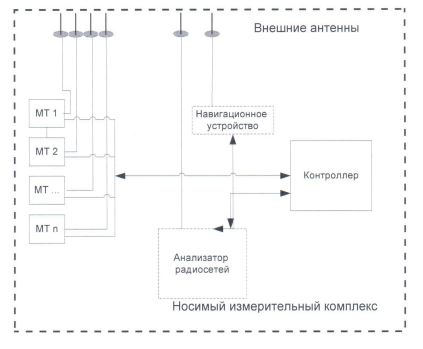 Внешние антенны
МТ 1
Навигационное
устройство
МТ 2
МТ ...
Контроллер
МТ n
Анализатор
радиосетей
Носимый измерительный комплекс